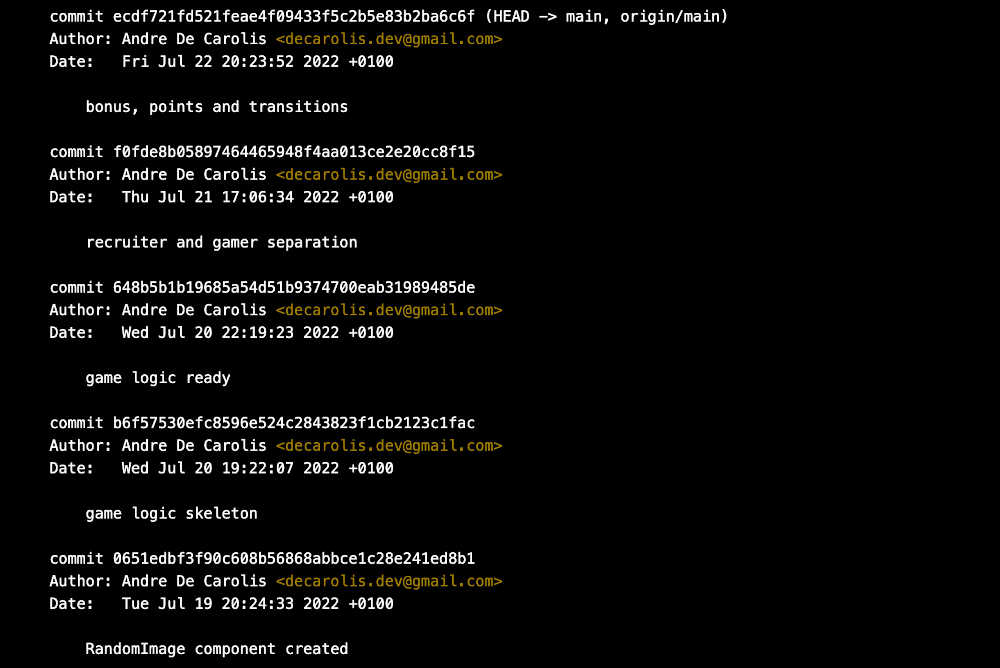 commit ecdf721fd521feae4f09433f5c2b5e83b2ba6c6f (HEAD -> main, origin/main)
Author: Andre De Carolis <decarolis.dev@gmail.com>
Date:   Fri Jul 22 20:23:52 2022 +0100
bonus, points and transitions
commit f0fde8b05897464465948f4aa013ce2e20cc8f15
Author: Andre De Carolis <decarolis.dev@gmail.com>
Date:   Thu Jul 21 17:06:34 2022 +0100
recruiter and gamer separation
commit 648b5b1b19685a54d51b9374700eab31989485de
Author: Andre De Carolis <decarolis.dev@gmail.com>
Date:   Wed Jul 20 22:19:23 2022 +0100
game logic ready
commit b6f57530efc8596e524c2843823f1cb2123c1fac
Author: Andre De Carolis <decarolis.dev@gmail.com>
Date:   Wed Jul 20 19:22:07 2022 +0100
game logic skeleton
commit 0651edbf3f90c608b56868abbce1c28e241ed8b1
Author: Andre De Carolis <decarolis.dev@gmail.com>
Date:   Tue Jul 19 20:24:33 2022 +0100
RandomImage component created